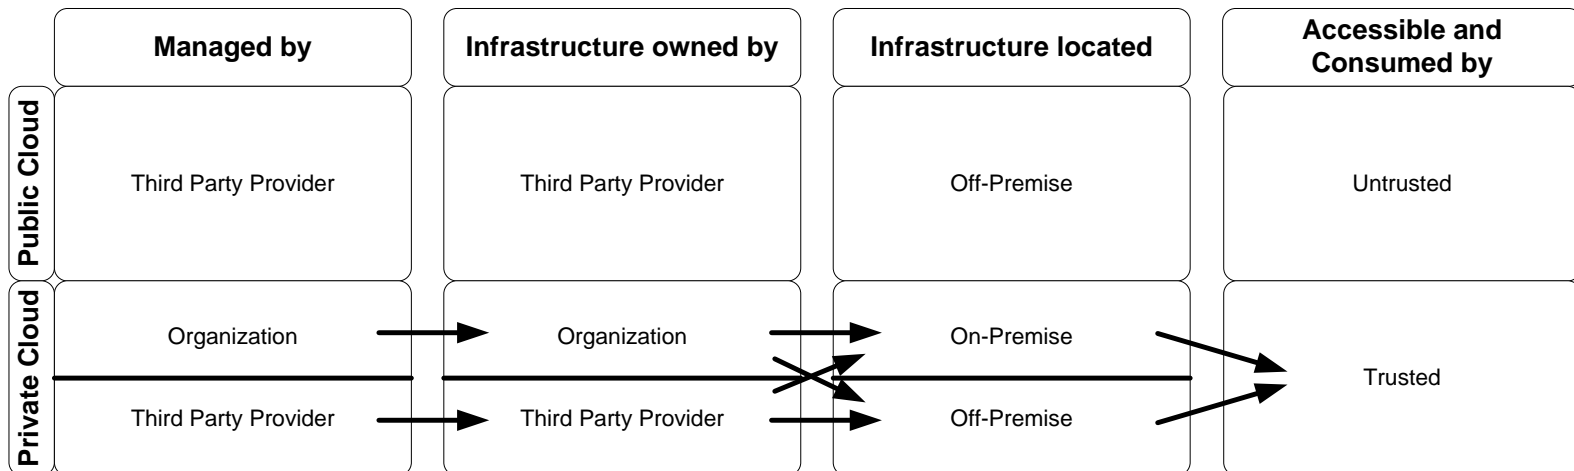 Managed by
Infrastructure owned by
Infrastructure located
Accessible and
Consumed by
Public Cloud
Third Party Provider
Third Party Provider
Off-Premise
Untrusted
Private Cloud
Organization
Organization
On-Premise
Trusted
Third Party Provider
Third Party Provider
Off-Premise